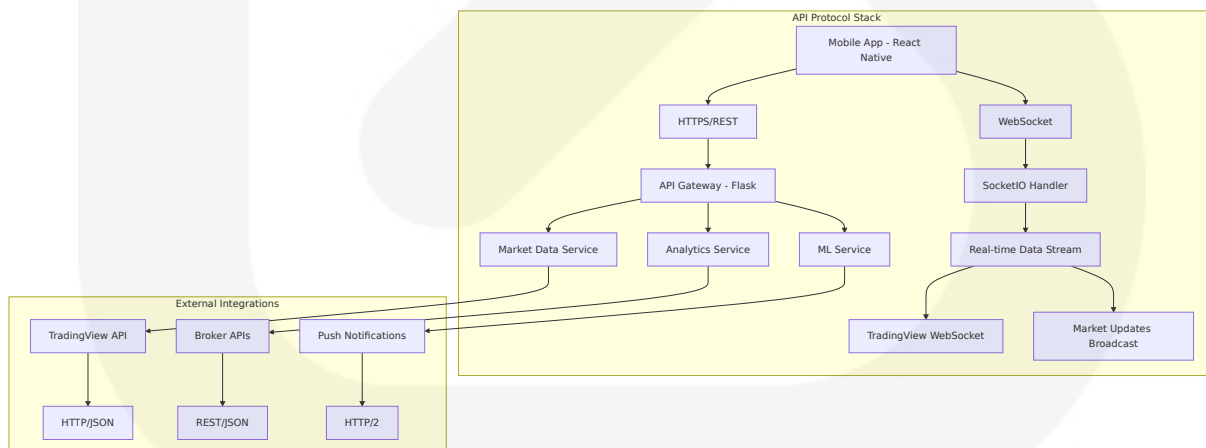 API Protocol Stack
Mobile App - React
Native
HTTPS/REST
WebSocket
API Gateway - Flask
SocketIO Handler
Market Data Service
Analytics Service
ML Service
Real-time Data Stream
External Integrations
TradingView API
Broker APIs
Push Notifications
TradingView WebSocket
Market Updates
Broadcast
HTTP/JSON
REST/JSON
HTTP/2